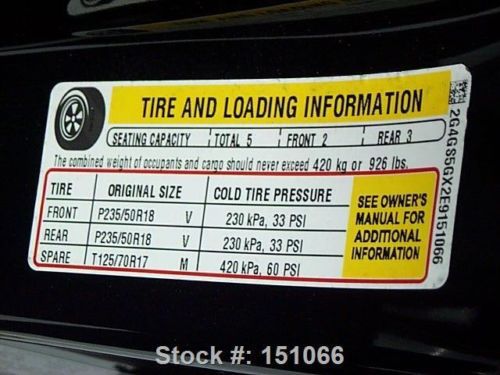 TIRE AND LOADING INFORMATION
SEATING CAPACITY TOTAL 5 FRONT 2 REAR 3
The combined weight of occupants and cargo should never exceed 420 kg or 926 lbs.
TIRE ORIGINAL SIZE COLD TIRE PRESSURE
FRONT P235/50R18 V 230 kPa, 33 PSI
REAR P235/50R18 V 230 kPa, 33 PSI
SPARE T125/70R17 M 420 kPa, 60 PSI
SEE OWNER'S
MANUAL FOR
ADDITIONAL
INFORMATION
2G4GS5GX2E9151066
Stock #: 151066